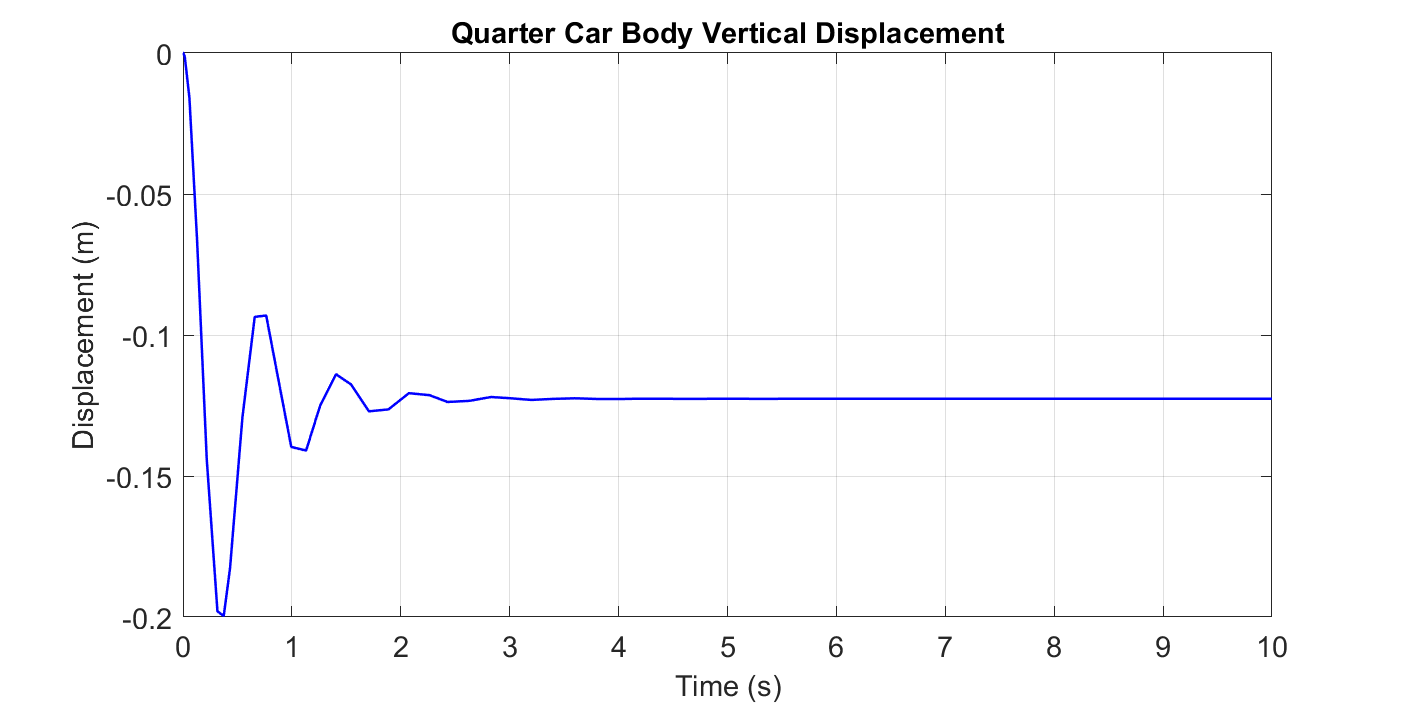 Quarter Car Body Vertical Displacement
0
-0.05
-0.1
-0.15
-0.2
Displacement (m)
0 1 2 3 4 5 6 7 8 9 10
Time (s)